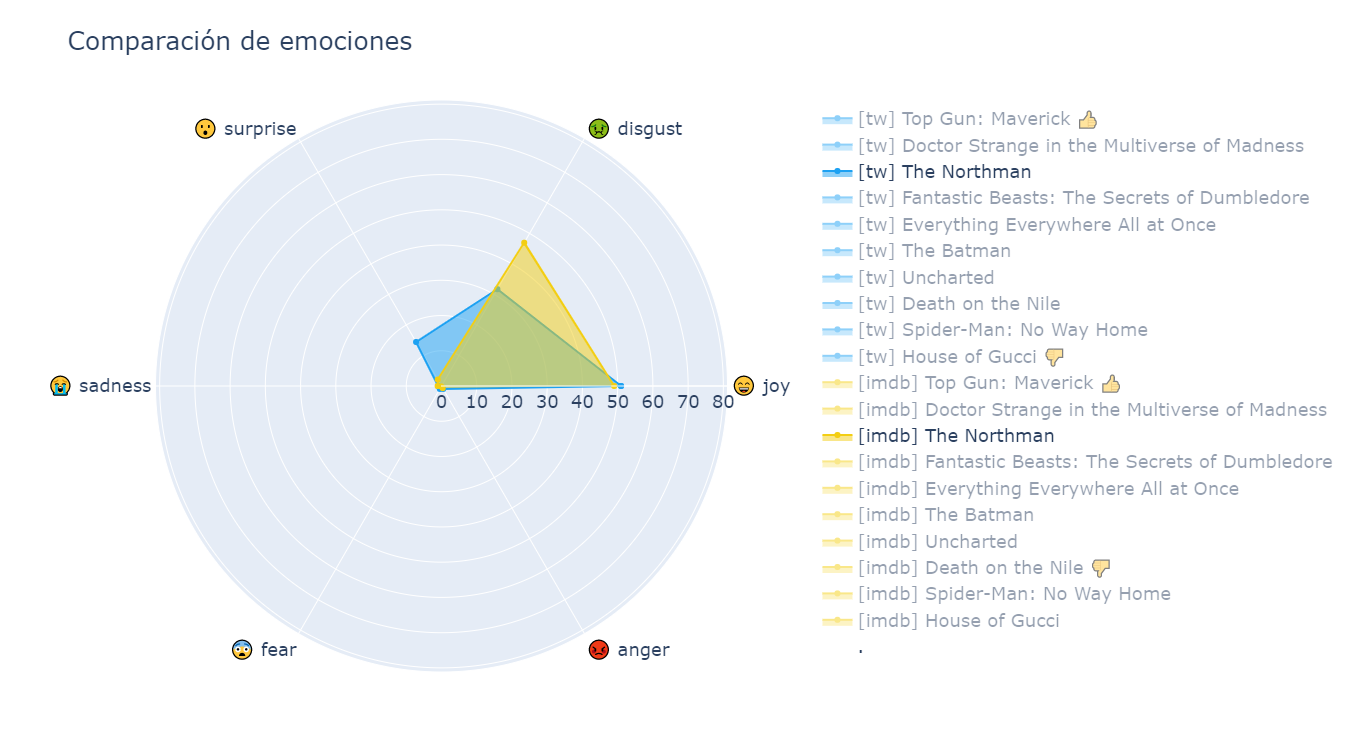 Comparación de emociones
😯 surprise
🤢 disgust
😭 sadness
😄 joy
0 10 20 30 40 50 60 70 80
😨 fear
😡 anger
[tw] Top Gun: Maverick 👍
[tw] Doctor Strange in the Multiverse of Madness
[tw] The Northman
[tw] Fantastic Beasts: The Secrets of Dumbledore
[tw] Everything Everywhere All at Once
[tw] The Batman
[tw] Uncharted
[tw] Death on the Nile
[tw] Spider-Man: No Way Home
[tw] House of Gucci 👎
[imdb] Top Gun: Maverick 👍
[imdb] Doctor Strange in the Multiverse of Madness
[imdb] The Northman
[imdb] Fantastic Beasts: The Secrets of Dumbledore
[imdb] Everything Everywhere All at Once
[imdb] The Batman
[imdb] Uncharted
[imdb] Death on the Nile 👎
[imdb] Spider-Man: No Way Home
[imdb] House of Gucci
.